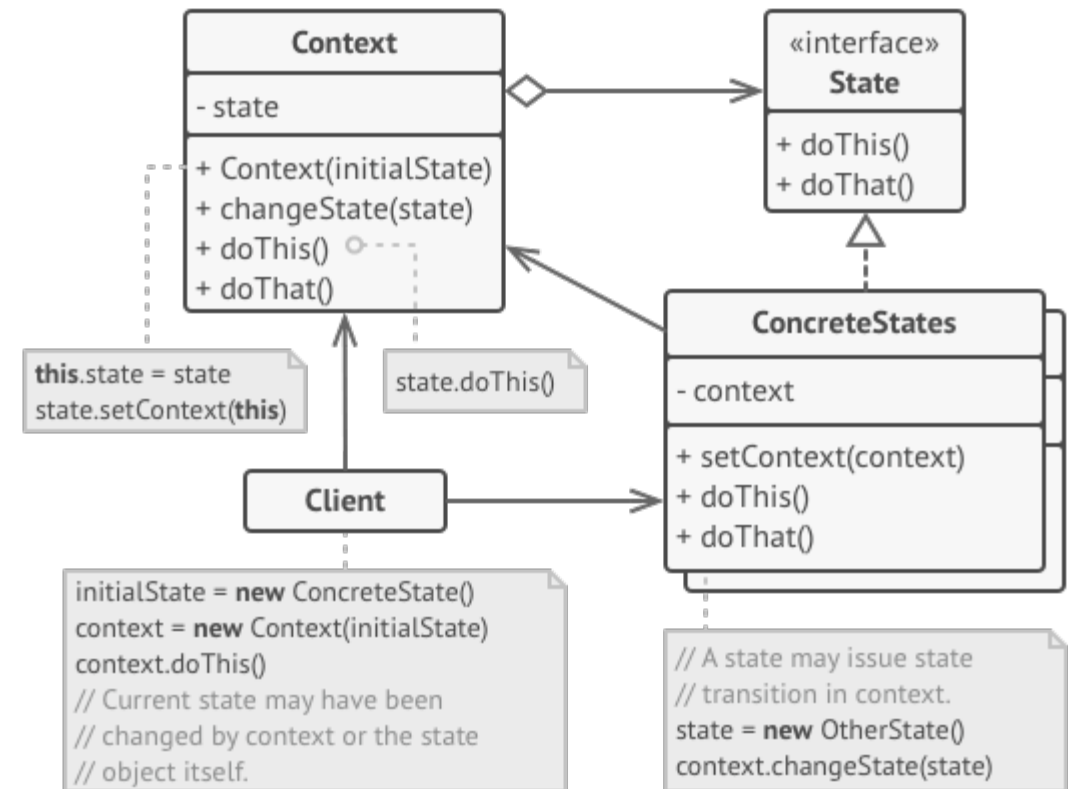 Context
- state
+ Context(initialState)
+ changeState(state)
+ doThis()
+ doThat()
«interface»
State
+ doThis()
+ doThat()
this.state = state
state.setContext(this)
state.doThis()
ConcreteStates
- context
+ setContext(context)
+ doThis()
+ doThat()
Client
initialState = new ConcreteState()
context = new Context(initialState)
context.doThis()
// Current state may have been
// changed by context or the state
// object itself.
// A state may issue state
// transition in context.
state = new OtherState()
context.changeState(state)